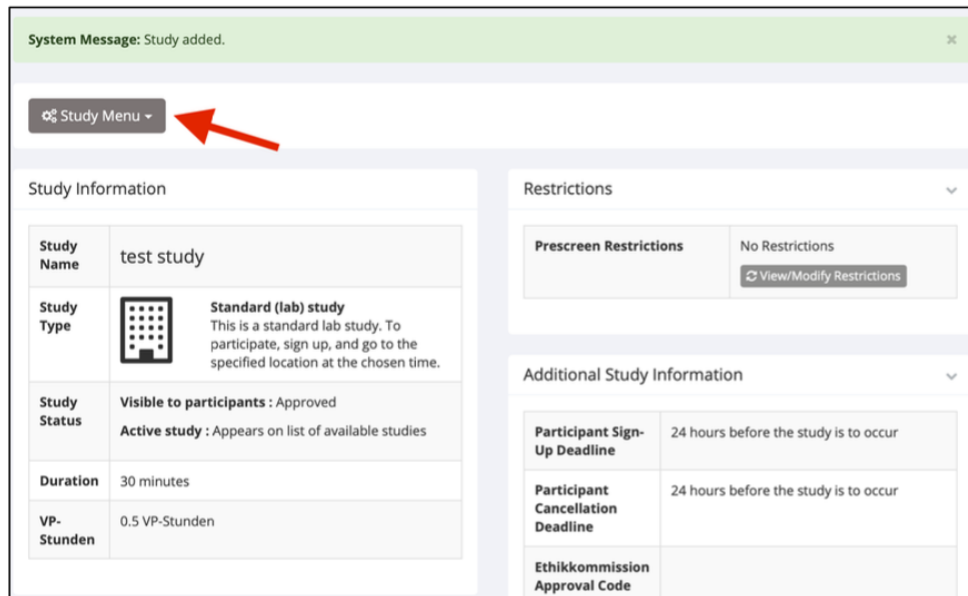 System Message: Study added.
×
Study Menu
Study Information
Study Name
test study
Study Type
Standard (lab) study
This is a standard lab study. To
participate, sign up, and go to the
specified location at the chosen time.
Study Status
Visible to participants : Approved
Active study : Appears on list of available studies
Duration
30 minutes
VP-
Stunden
0.5 VP-Stunden
Restrictions
Prescreen Restrictions
No Restrictions
View/Modify Restrictions
Additional Study Information
Participant Sign-
Up Deadline
24 hours before the study is to occur
Participant
Cancellation
Deadline
24 hours before the study is to occur
Ethikkommission
Approval Code